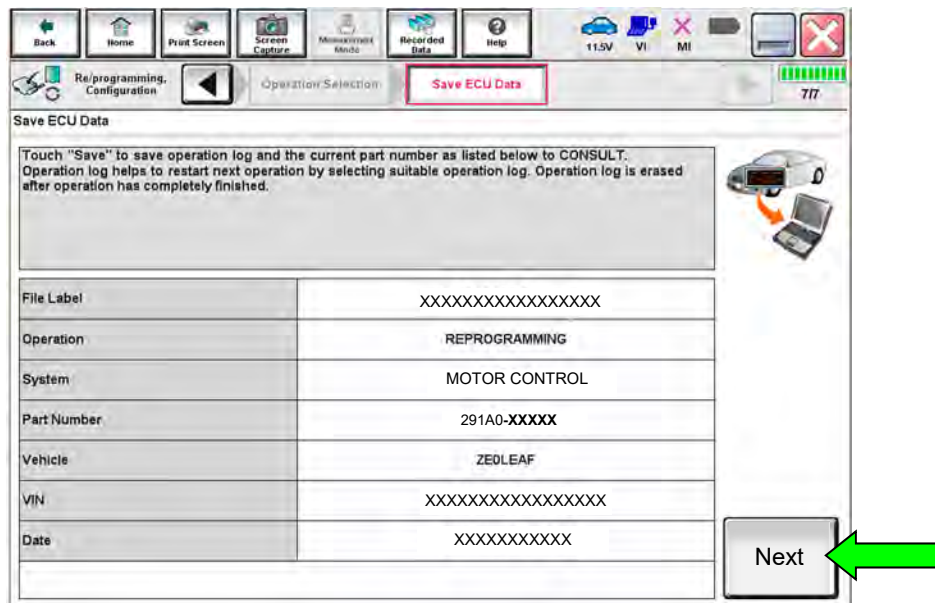 Back
Home
Print Screen
Screen
Capture
Measurement
Mode
Recorded
Data
Help
11.5V
VI
MI
Re/programming,
Configuration
Operation Selection
Save ECU Data
7/7
Save ECU Data
Touch "Save" to save operation log and the current part number as listed below to CONSULT.
Operation log helps to restart next operation by selecting suitable operation log. Operation log is erased
after operation has completely finished.
File Label XXXXXXXXXXXXXXXXX
Operation REPROGRAMMING
System MOTOR CONTROL
Part Number 291A0-XXXXX
Vehicle ZE0LEAF
VIN XXXXXXXXXXXXXXXXX
Date XXXXXXXXXXX
Next